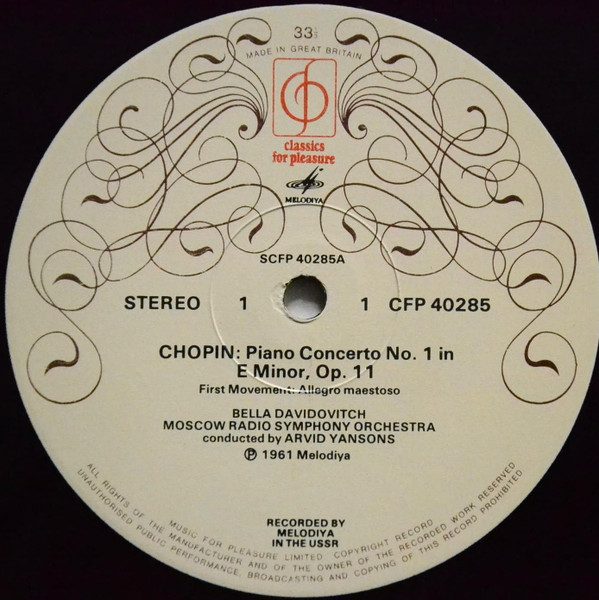 33⅓
MADE IN GREAT BRITAIN
classics
for pleasure
MELODIYA
SCFP 40285A
STEREO 1 1 CFP 40285
CHOPIN: Piano Concerto No. 1 in
E Minor, Op. 11
First Movement: Allegro maestoso
BELLA DAVIDOVITCH
MOSCOW RADIO SYMPHONY ORCHESTRA
conducted by ARVID YANSONS
℗ 1961 Melodiya
RECORDED BY
MELODIYA
IN THE USSR
MUSIC FOR PLEASURE LIMITED. COPYRIGHT RECORD
ALL RIGHTS OF THE MANUFACTURER AND OF THE OWNER OF THE RECORDED WORK RESERVED
UNAUTHORISED PUBLIC PERFORMANCE, BROADCASTING AND COPYING OF THIS RECORD PROHIBITED